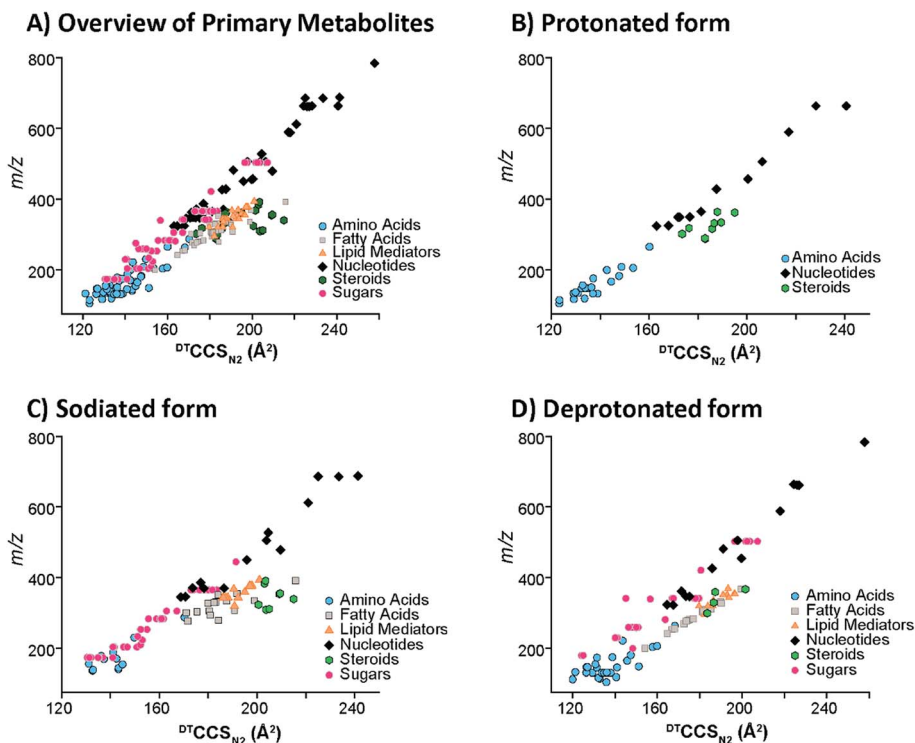 A) Overview of Primary Metabolites
800
600
400
200
m/z
120
160
200
240
DTCCSN2 (Å2)
Amino Acids
Fatty Acids
Lipid Mediators
Nucleotides
Steroids
Sugars
B) Protonated form
800
600
400
200
m/z
120
160
200
240
DTCCSN2 (Å2)
Amino Acids
Nucleotides
Steroids
C) Sodiated form
800
600
400
200
m/z
120
160
200
240
DTCCSN2 (Å2)
Amino Acids
Fatty Acids
Lipid Mediators
Nucleotides
Steroids
Sugars
D) Deprotonated form
800
600
400
200
m/z
120
160
200
240
DTCCSN2 (Å2)
Amino Acids
Fatty Acids
Lipid Mediators
Nucleotides
Steroids
Sugars